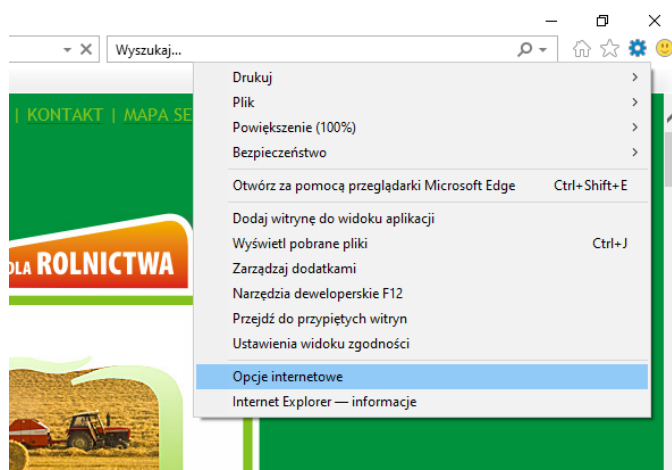 Wyszukaj...
| KONTAKT | MAPA SE
DLA ROLNICTWA
Drukuj
Plik
Powiększenie (100%)
Bezpieczeństwo
Otwórz za pomocą przeglądarki Microsoft Edge Ctrl+Shift+E
Dodaj witrynę do widoku aplikacji
Wyświetl pobrane pliki Ctrl+J
Zarządzaj dodatkami
Narzędzia deweloperskie F12
Przejdź do przypiętych witryn
Ustawienia widoku zgodności
Opcje internetowe
Internet Explorer — informacje